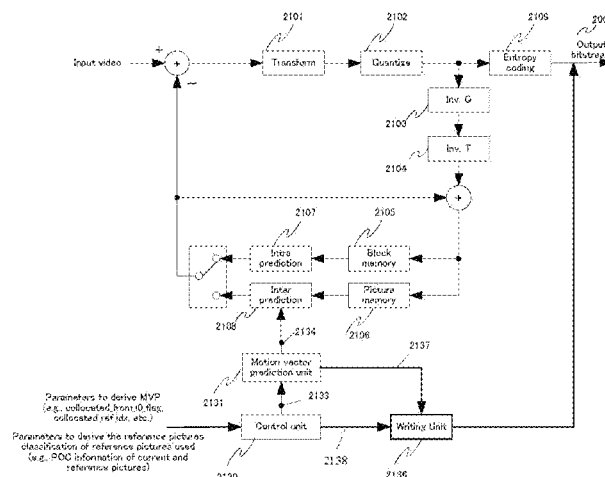 2101
2102
2109
200
Input video
+
−
+
Transform
Quantize
Entropy coding
Output bitstream
2103
Inv. Q
2104
Inv. T
+
2107
2105
Intra prediction
Block memory
Inter prediction
Picture memory
2108
2106
2134
2137
Motion vector prediction unit
2131
2133
Parameters to derive MVP (e.g., collocated_from_l0_flag, collocated_ref_idx, etc.)
Control unit
Writing Unit
Parameters to derive the reference pictures classification of reference pictures used (e.g., POC information of current and reference pictures)
2138
2136